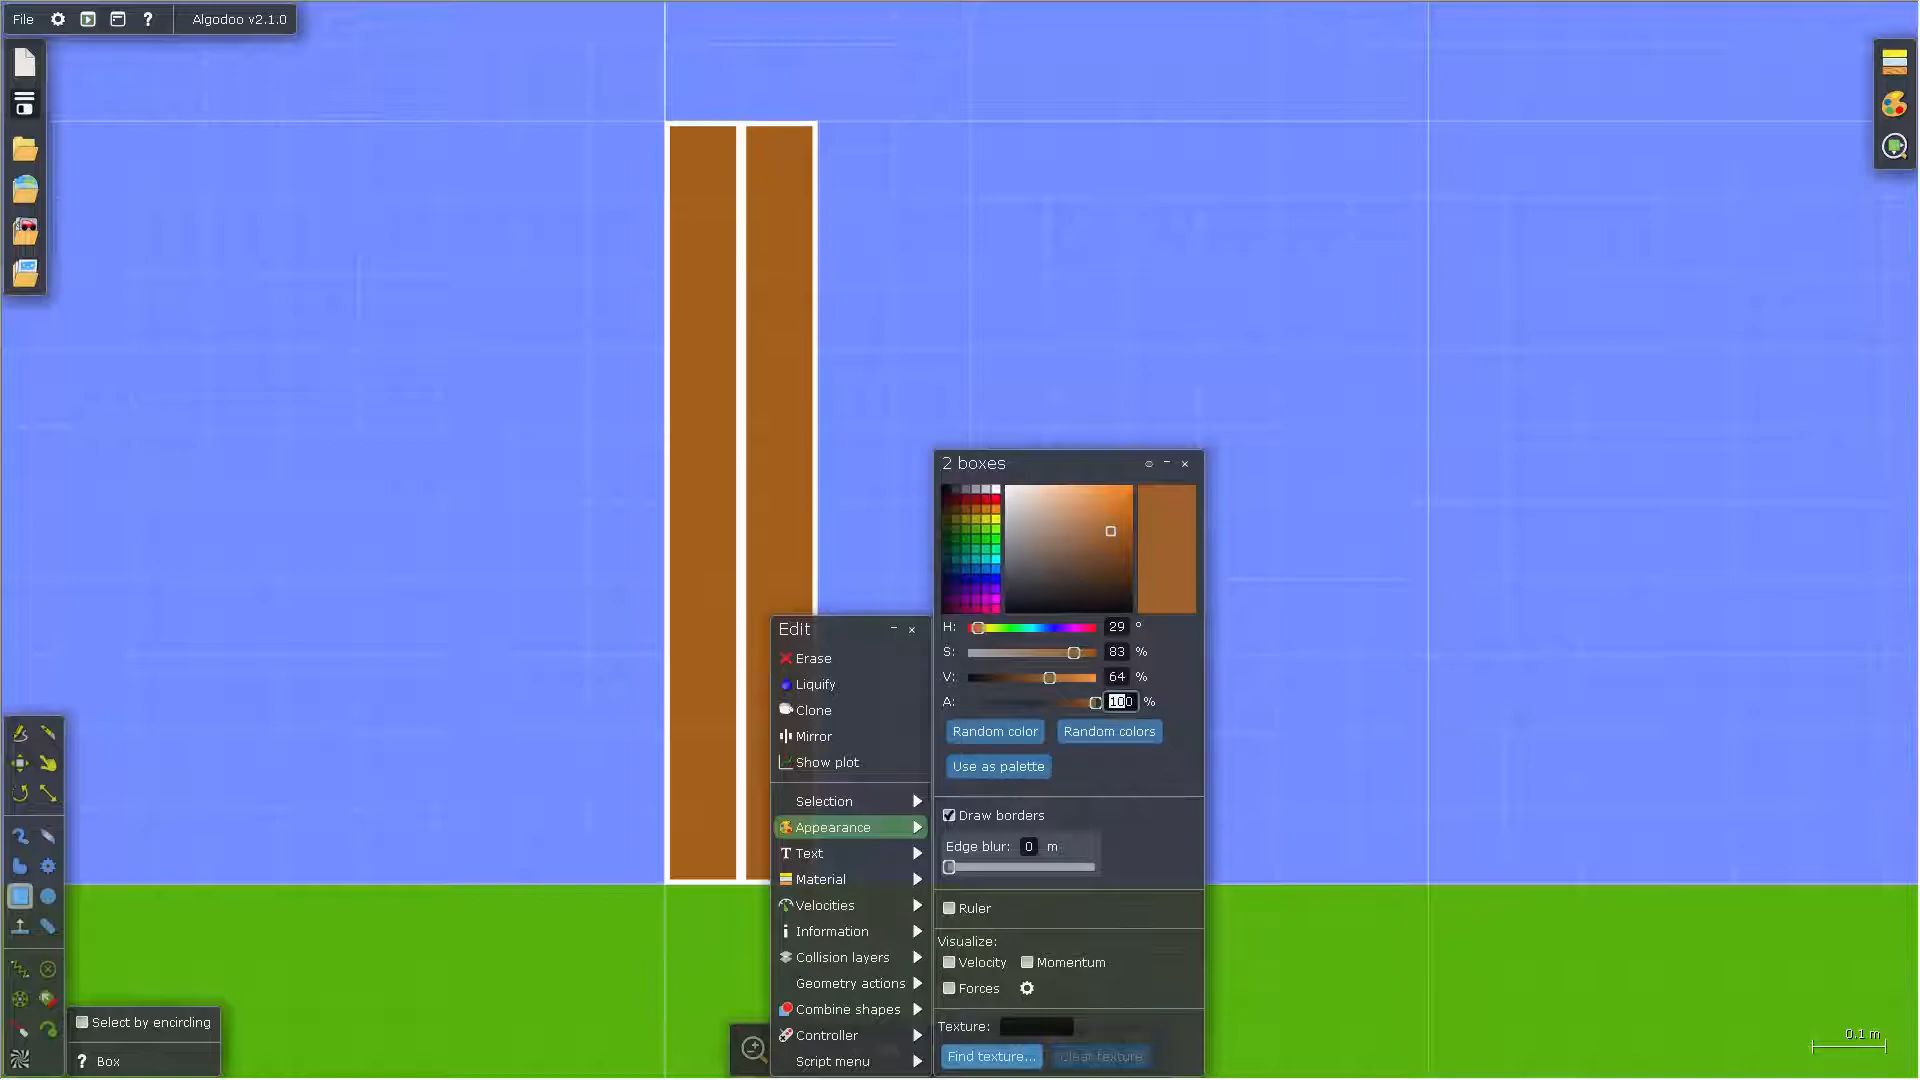 File
Algodoo v2.1.0
2 boxes
H: 29 °
S: 83 %
V: 64 %
A: 100 %
Random color
Random colors
Use as palette
Draw borders
Edge blur: 0 m
Ruler
Visualize:
Velocity
Momentum
Forces
Texture:
Find texture...
Clear texture
Edit
Erase
Liquify
Clone
Mirror
Show plot
Selection
Appearance
Text
Material
Velocities
Information
Collision layers
Geometry actions
Combine shapes
Controller
Script menu
Select by encircling
? Box
0.1 m